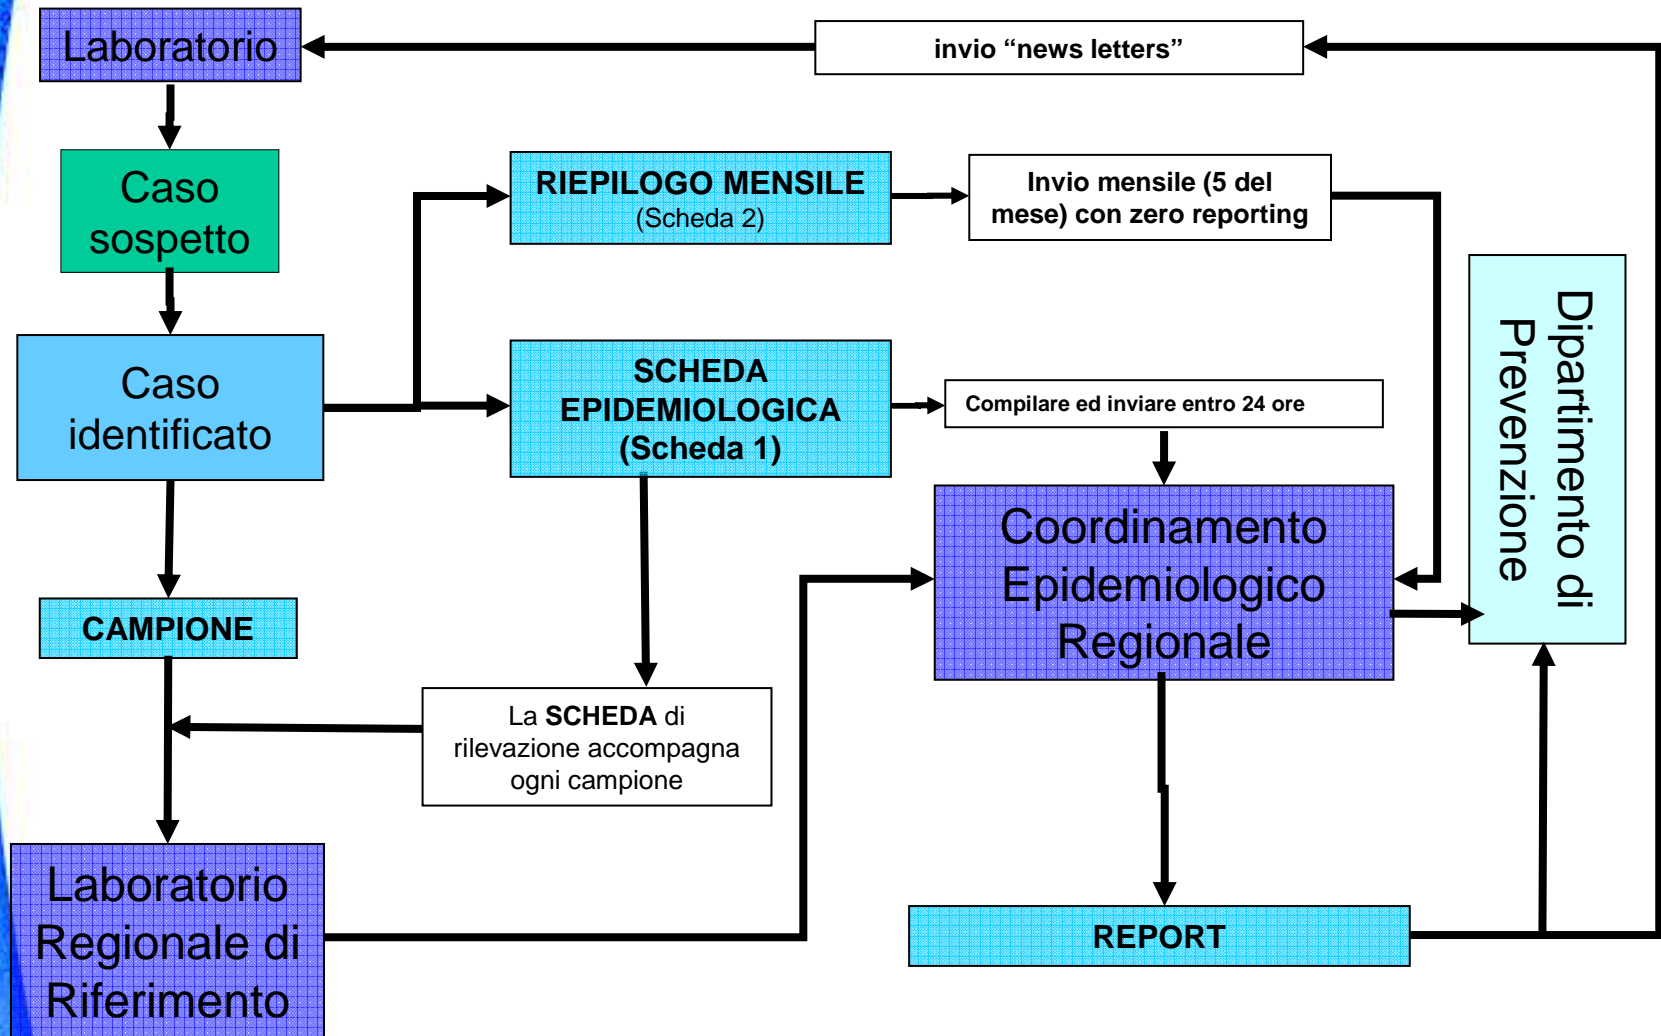 Laboratorio
invio “news letters”
Caso
sospetto
RIEPILOGO MENSILE
(Scheda 2)
Invio mensile (5 del
mese) con zero reporting
Caso
identificato
SCHEDA
EPIDEMIOLOGICA
(Scheda 1)
Compilare ed inviare entro 24 ore
Dipartimento di
Prevenzione
Coordinamento
Epidemiologico
Regionale
CAMPIONE
La SCHEDA di
rilevazione accompagna
ogni campione
Laboratorio
Regionale di
Riferimento
REPORT